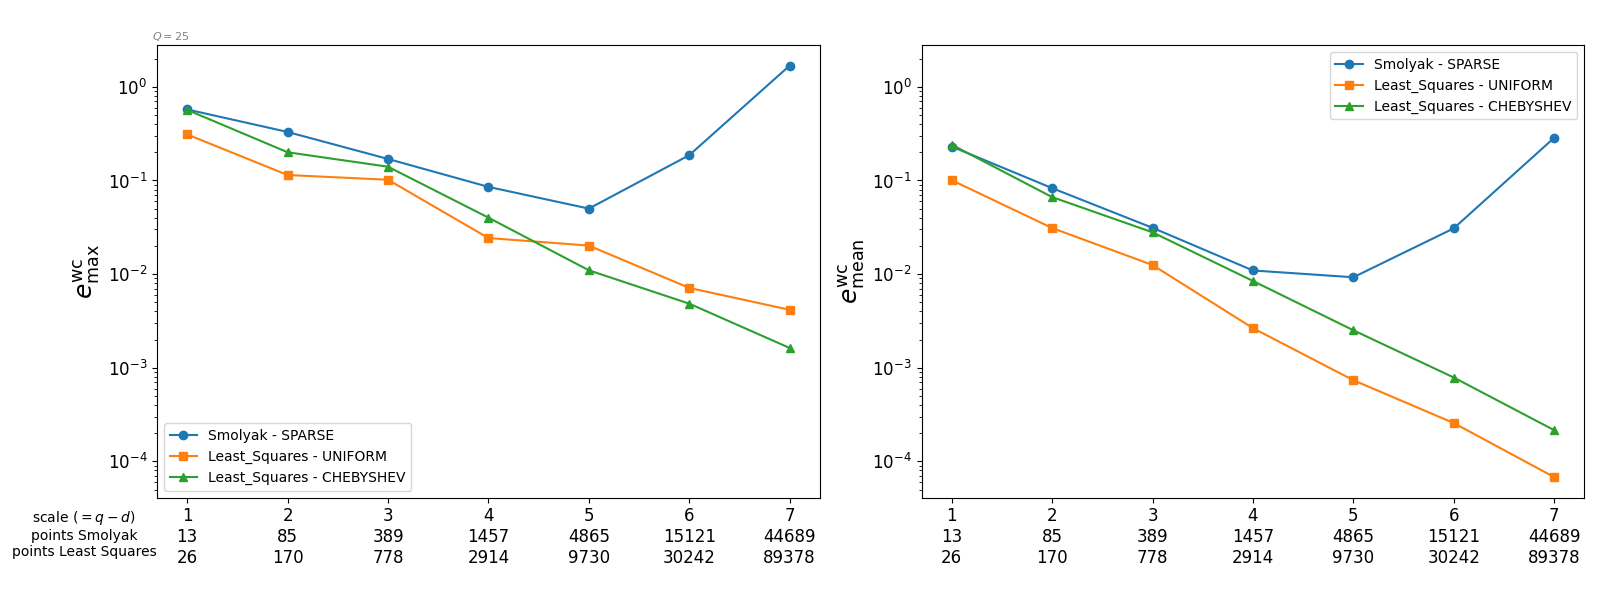 Q = 25
10^0
10^-1
10^-2
10^-3
10^-4
e^wc_max
Smolyak - SPARSE
Least_Squares - UNIFORM
Least_Squares - CHEBYSHEV
scale (= q − d) 1 2 3 4 5 6 7
points Smolyak 13 85 389 1457 4865 15121 44689
points Least Squares 26 170 778 2914 9730 30242 89378
10^0
10^-1
10^-2
10^-3
10^-4
e^wc_mean
Smolyak - SPARSE
Least_Squares - UNIFORM
Least_Squares - CHEBYSHEV
1 2 3 4 5 6 7
13 85 389 1457 4865 15121 44689
26 170 778 2914 9730 30242 89378